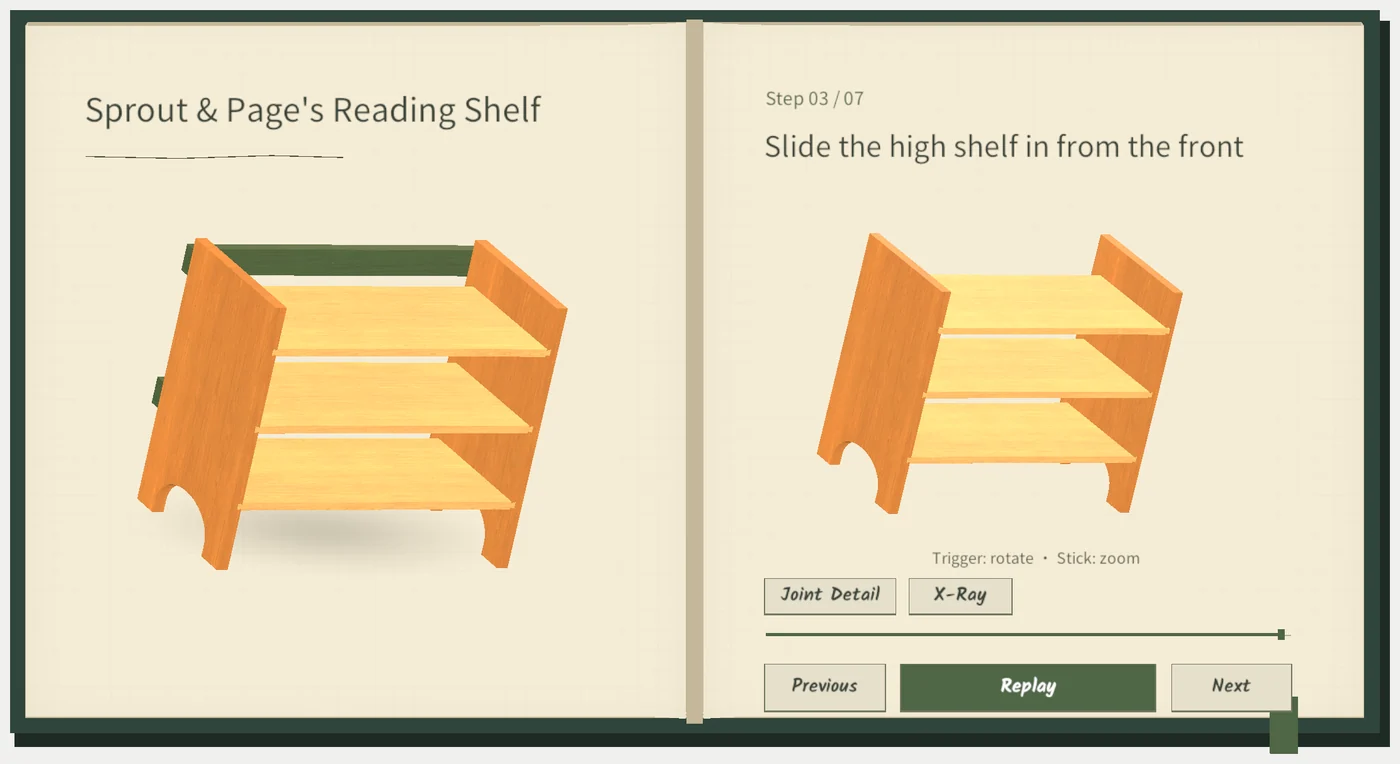 Sprout & Page's Reading Shelf
Step 03 / 07
Slide the high shelf in from the front
Trigger: rotate · Stick: zoom
Joint Detail
X-Ray
Previous
Replay
Next